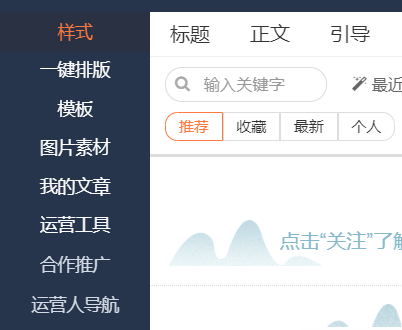 样式
一键排版
模板
图片素材
我的文章
运营工具
合作推广
运营人导航
标题 正文 引导
输入关键字 最近
推荐 收藏 最新 个人
点击“关注”了解